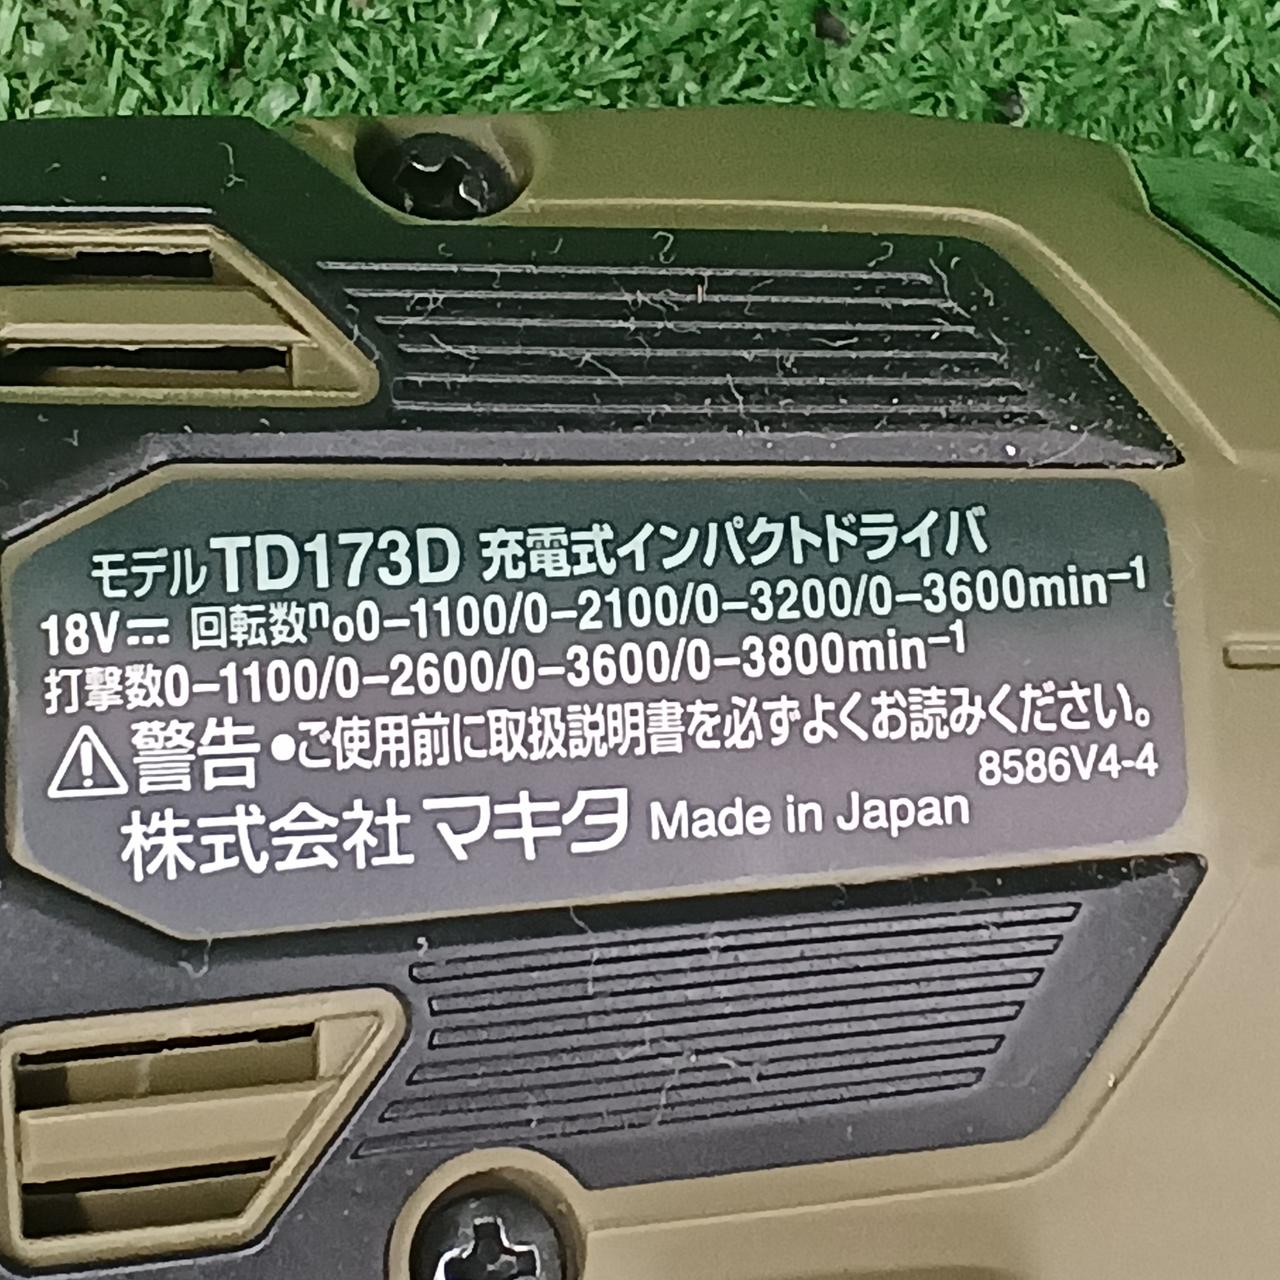 モデルTD173D 充電式インパクトドライバ
18V⎓ 回転数n₀0−1100/0−2100/0−3200/0−3600min⁻¹
打撃数0−1100/0−2600/0−3600/0−3800min⁻¹
⚠警告 ●ご使用前に取扱説明書を必ずよくお読みください。
8586V4-4
株式会社マキタ Made in Japan